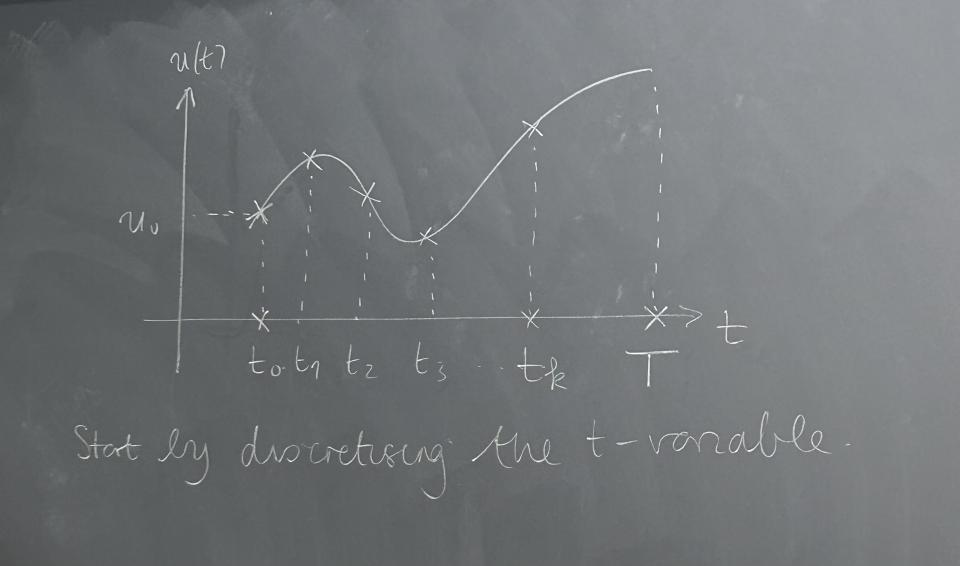 u(t)
u₀
t
t₀ t₁ t₂ t₃ ... tₖ T
Start by discretising the t-variable.